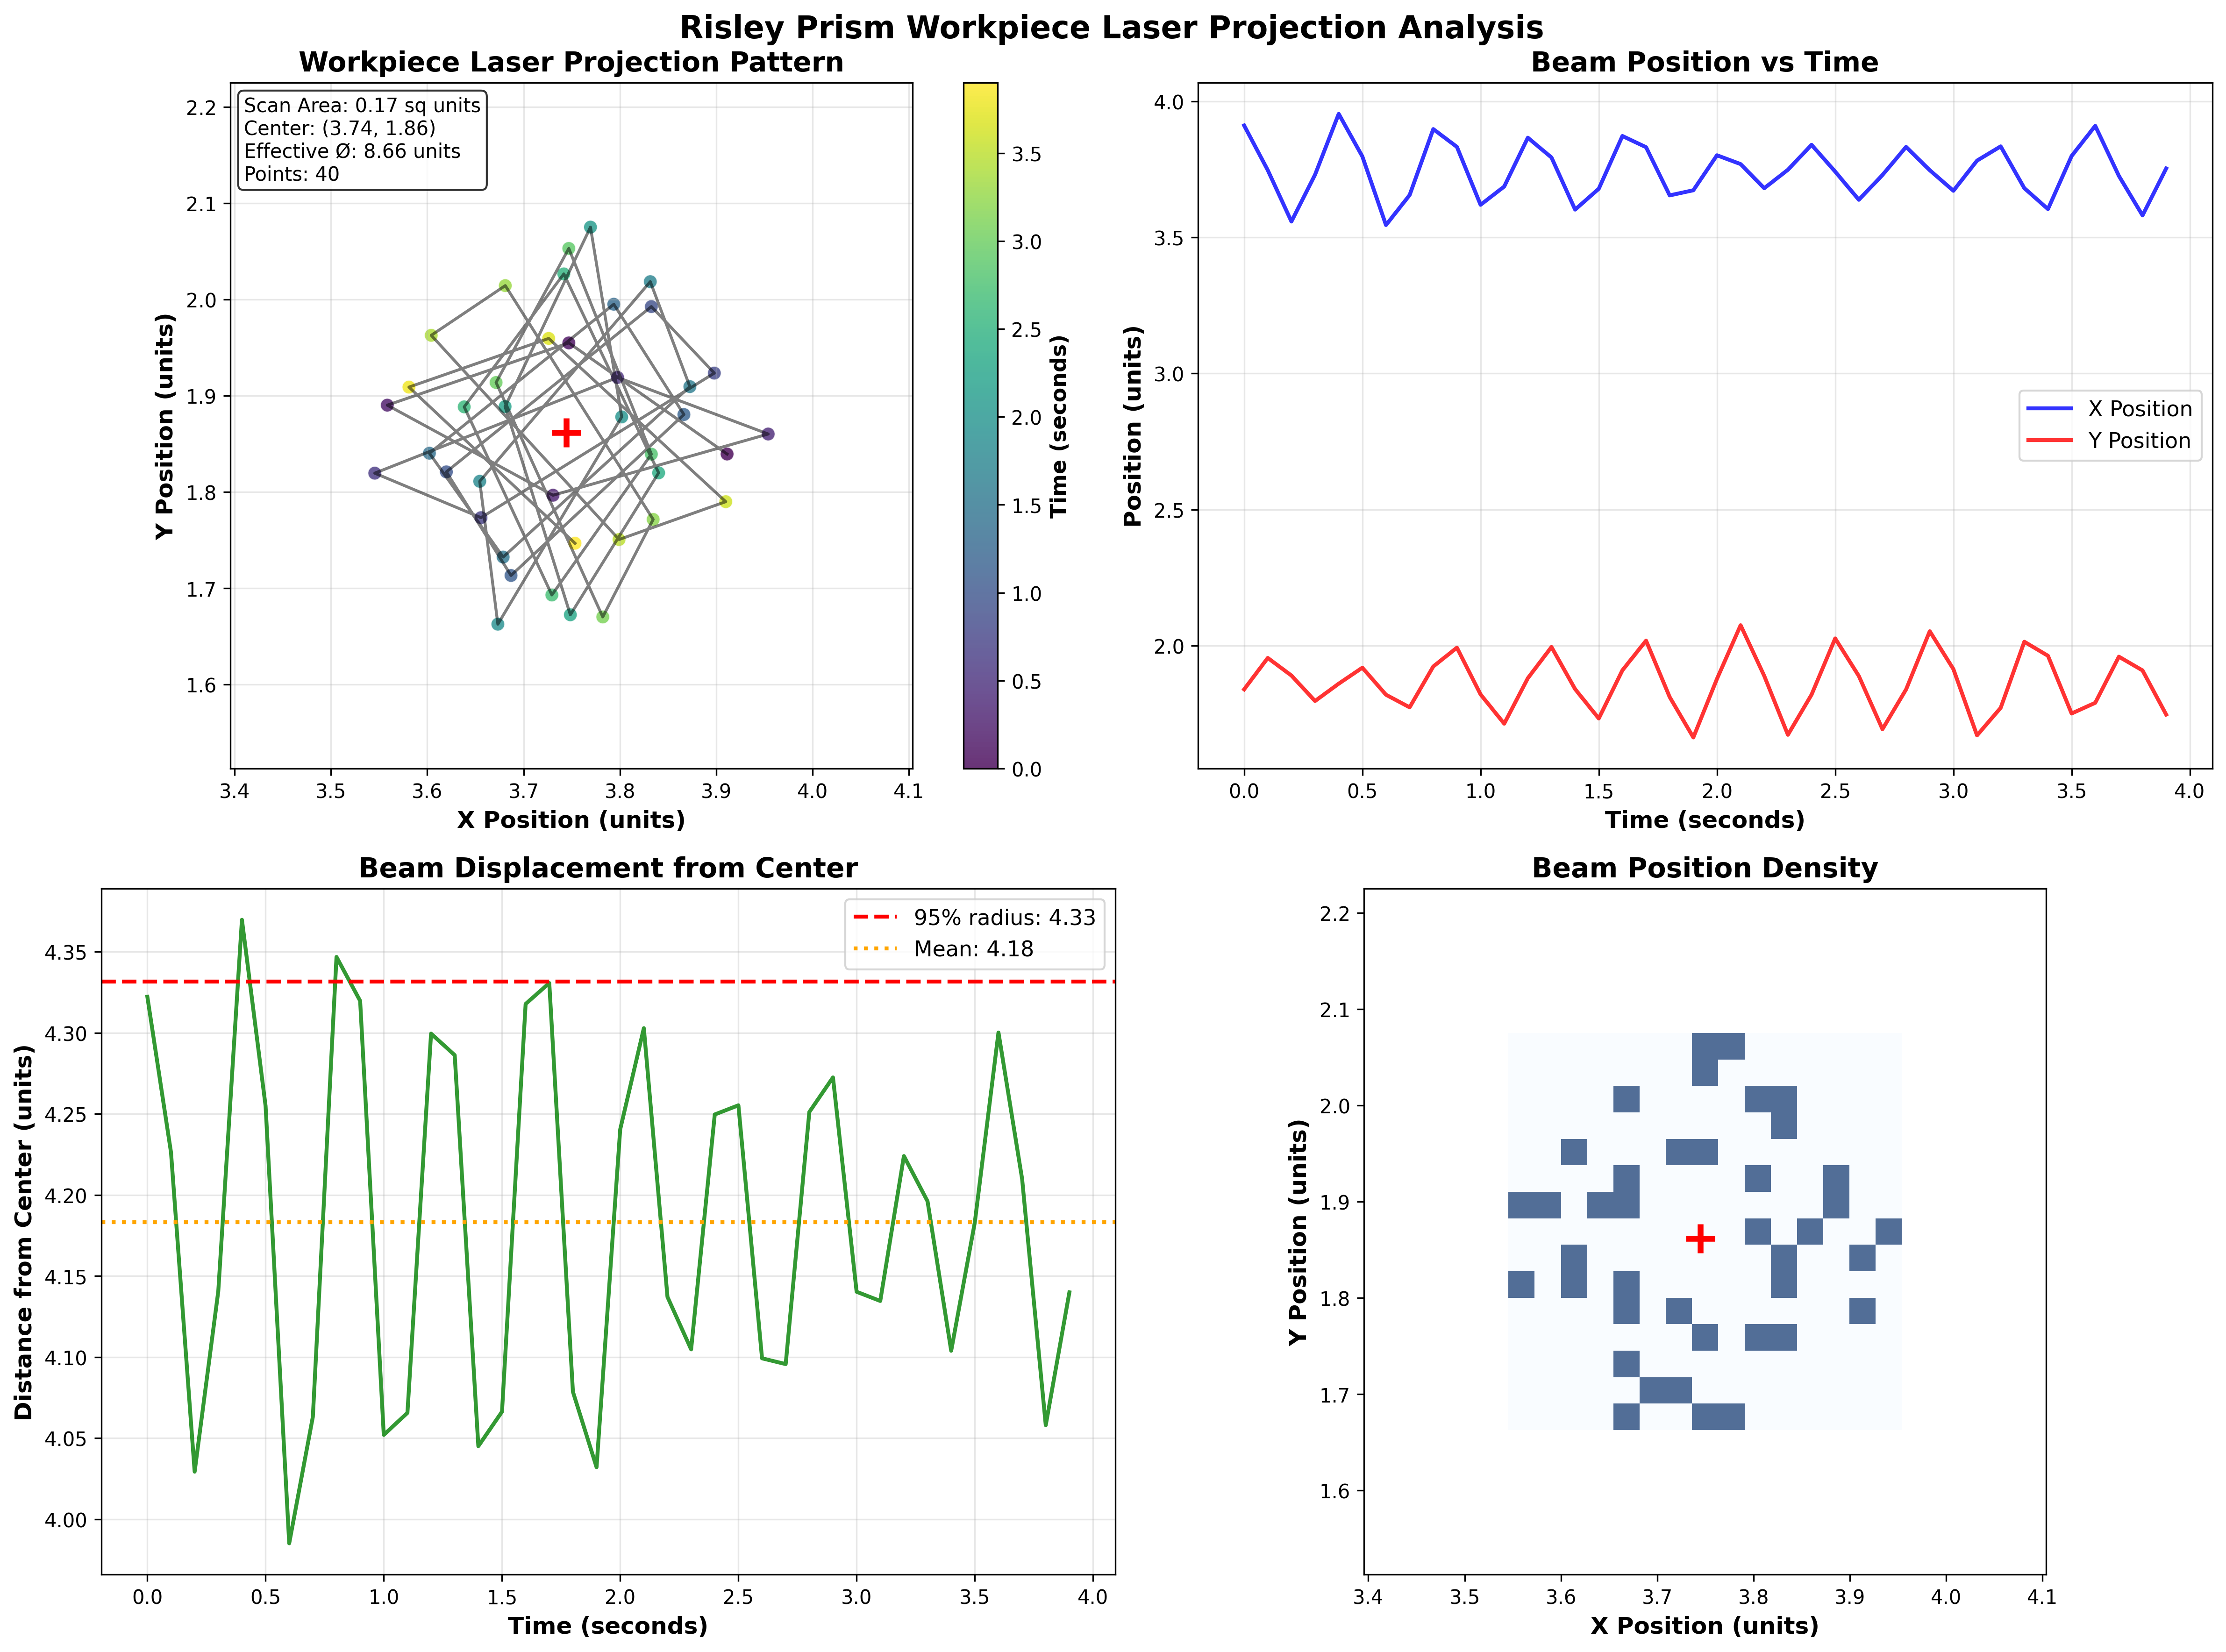 Risley Prism Workpiece Laser Projection Analysis
Workpiece Laser Projection Pattern
Scan Area: 0.17 sq units
Center: (3.74, 1.86)
Effective Ø: 8.66 units
Points: 40
Y Position (units)
2.2
2.1
2.0
1.9
1.8
1.7
1.6
3.4 3.5 3.6 3.7 3.8 3.9 4.0 4.1
X Position (units)
3.5
3.0
2.5
2.0
1.5
1.0
0.5
0.0
Time (seconds)
Beam Position vs Time
Position (units)
4.0
3.5
3.0
2.5
2.0
X Position
Y Position
0.0 0.5 1.0 1.5 2.0 2.5 3.0 3.5 4.0
Time (seconds)
Beam Displacement from Center
95% radius: 4.33
Mean: 4.18
Distance from Center (units)
4.35
4.30
4.25
4.20
4.15
4.10
4.05
4.00
0.0 0.5 1.0 1.5 2.0 2.5 3.0 3.5 4.0
Time (seconds)
Beam Position Density
Y Position (units)
2.2
2.1
2.0
1.9
1.8
1.7
1.6
3.4 3.5 3.6 3.7 3.8 3.9 4.0 4.1
X Position (units)